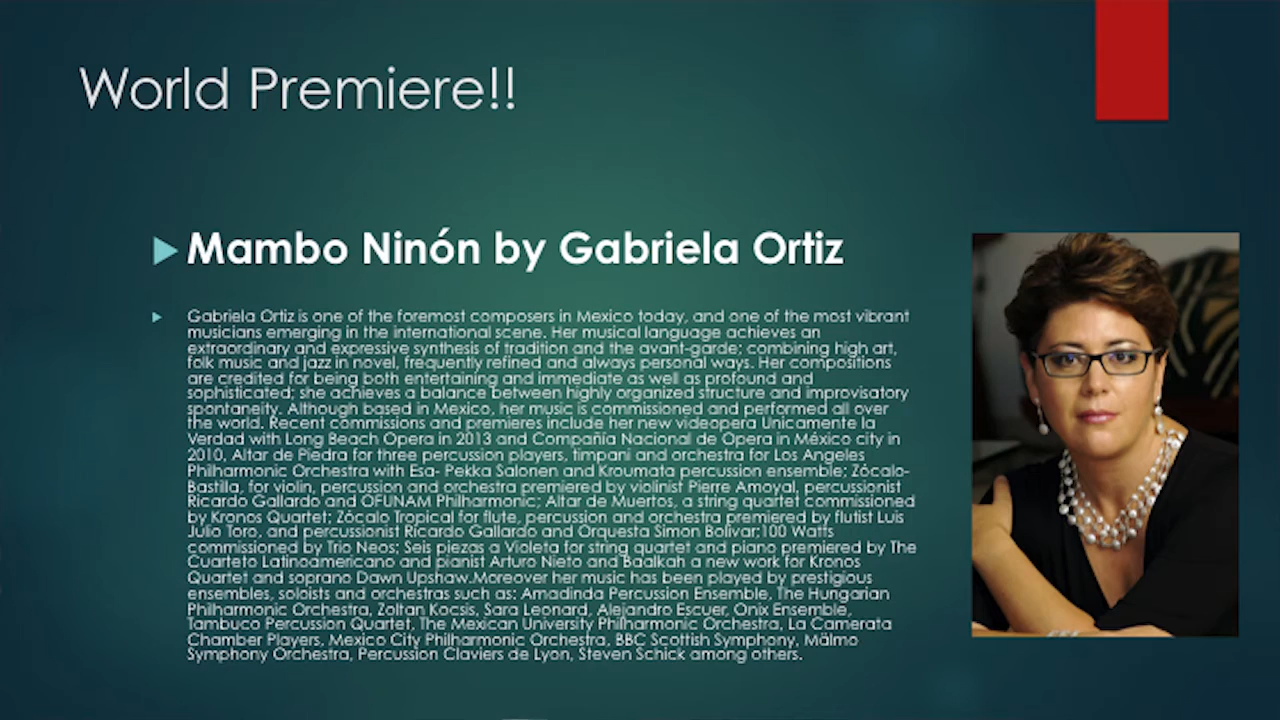 World Premiere!!
Mambo Ninón by Gabriela Ortiz
Gabriela Ortiz is one of the foremost composers in Mexico today, and one of the most vibrant
musicians emerging in the international scene. Her musical language achieves an
extraordinary and expressive synthesis of tradition and the avant-garde; combining high art,
folk music and jazz in novel, frequently refined and always personal ways. Her compositions
are credited for being both entertaining and immediate as well as profound and
sophisticated; she achieves a balance between highly organized structure and improvisatory
spontaneity. Although based in Mexico, her music is commissioned and performed all over
the world. Recent commissions and premieres include her new videopera Unicamente la
Verdad with Long Beach Opera in 2013 and Compañía Nacional de Opera in México city in
2010, Altar de Piedra for three percussion players, timpani and orchestra for Los Angeles
Philharmonic Orchestra with Esa- Pekka Salonen and Kroumata percussion ensemble; Zócalo-
Bastilla, for violin, percussion and orchestra premiered by violinist Pierre Amoyal, percussionist
Ricardo Gallardo and OFUNAM Philharmonic; Altar de Muertos, a string quartet commissioned
by Kronos Quartet; Zócalo Tropical for flute, percussion and orchestra premiered by flutist Luis
Julio Toro, and percussionist Ricardo Gallardo and Orquesta Simon Bolivar;100 Watts
commissioned by Trio Neos; Seis piezas a Violeta for string quartet and piano premiered by The
Cuarteto Latinoamericano and pianist Arturo Nieto and Baalkah a new work for Kronos
Quartet and soprano Dawn Upshaw.Moreover her music has been played by prestigious
ensembles, soloists and orchestras such as: Amadinda Percussion Ensemble, The Hungarian
Philharmonic Orchestra, Zoltan Kocsis, Sara Leonard, Alejandro Escuer, Onix Ensemble,
Tambuco Percussion Quartet, The Mexican University Philharmonic Orchestra, La Camerata
Chamber Players, Mexico City Philharmonic Orchestra, BBC Scottish Symphony, Mälmo
Symphony Orchestra, Percussion Claviers de Lyon, Steven Schick among others.